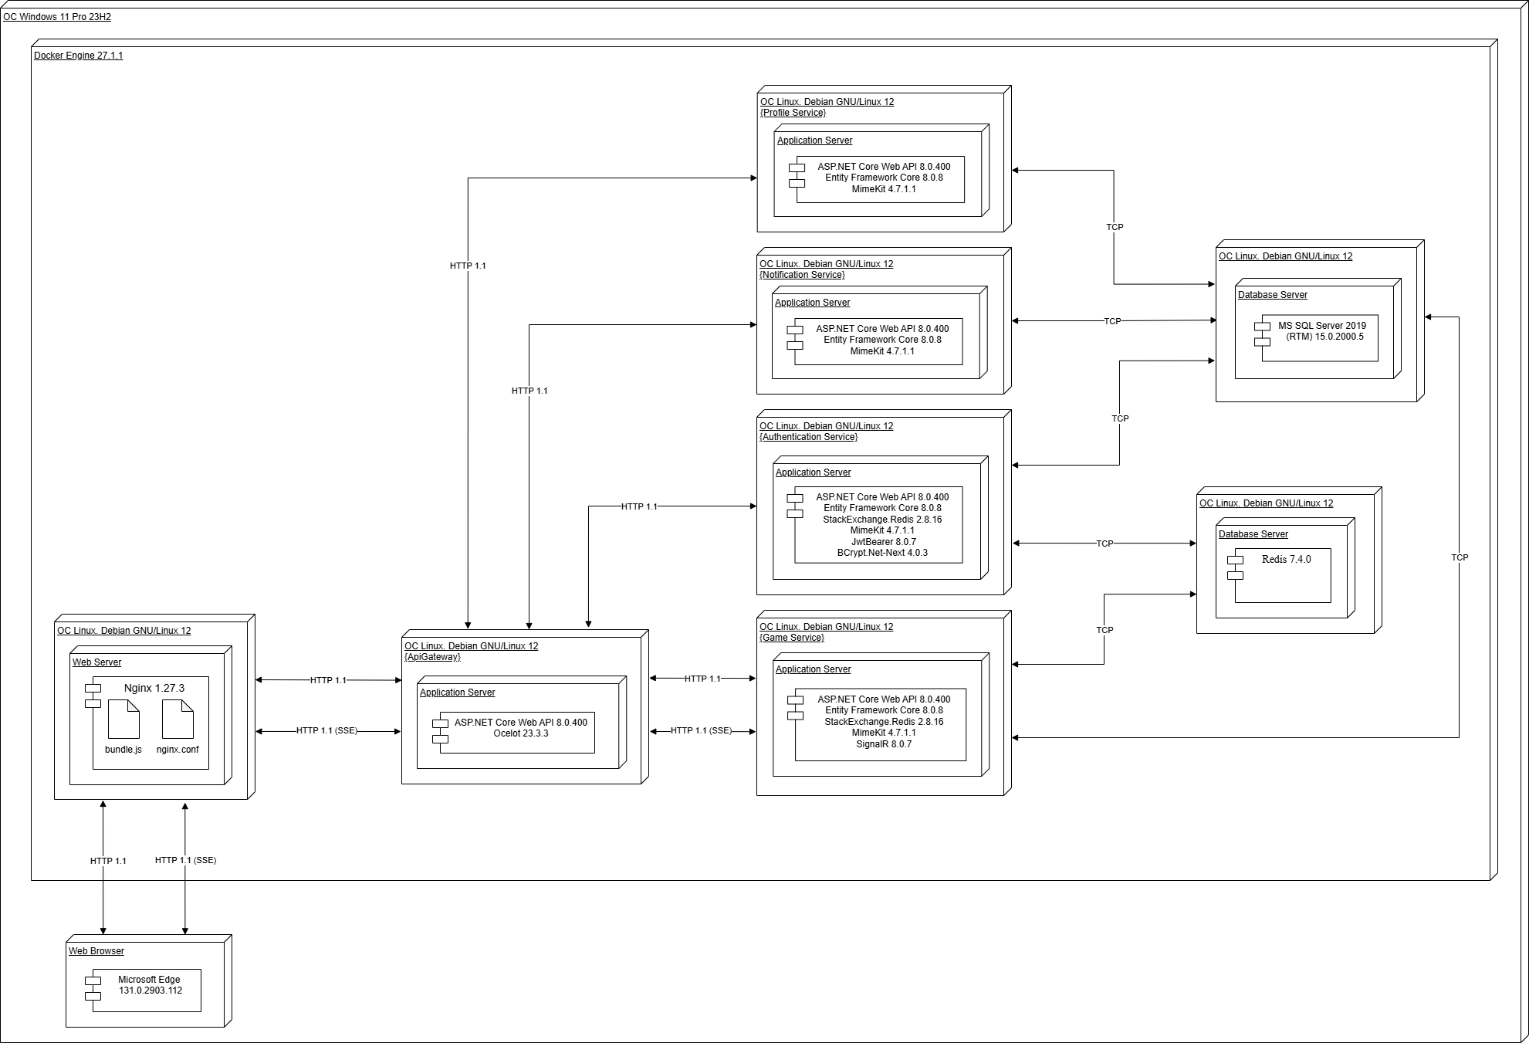 OC Windows 11 Pro 23H2
Docker Engine 27.1.1
OC Linux. Debian GNU/Linux 12
{Profile Service}
Application Server
ASP.NET Core Web API 8.0.400
Entity Framework Core 8.0.8
MimeKit 4.7.1.1
HTTP 1.1
TCP
OC Linux. Debian GNU/Linux 12
{Notification Service}
Application Server
ASP.NET Core Web API 8.0.400
Entity Framework Core 8.0.8
MimeKit 4.7.1.1
HTTP 1.1
TCP
OC Linux. Debian GNU/Linux 12
Database Server
MS SQL Server 2019
(RTM) 15.0.2000.5
TCP
OC Linux. Debian GNU/Linux 12
{Authentication Service}
Application Server
ASP.NET Core Web API 8.0.400
Entity Framework Core 8.0.8
StackExchange.Redis 2.8.16
MimeKit 4.7.1.1
JwtBearer 8.0.7
BCrypt.Net-Next 4.0.3
HTTP 1.1
TCP
OC Linux. Debian GNU/Linux 12
Database Server
Redis 7.4.0
TCP
TCP
OC Linux. Debian GNU/Linux 12
Web Server
Nginx 1.27.3
bundle.js
nginx.conf
HTTP 1.1
HTTP 1.1 (SSE)
OC Linux. Debian GNU/Linux 12
{ApiGateway}
Application Server
ASP.NET Core Web API 8.0.400
Ocelot 23.3.3
HTTP 1.1
HTTP 1.1 (SSE)
OC Linux. Debian GNU/Linux 12
{Game Service}
Application Server
ASP.NET Core Web API 8.0.400
Entity Framework Core 8.0.8
StackExchange.Redis 2.8.16
MimeKit 4.7.1.1
SignalR 8.0.7
HTTP 1.1
HTTP 1.1 (SSE)
Web Browser
Microsoft Edge
131.0.2903.112